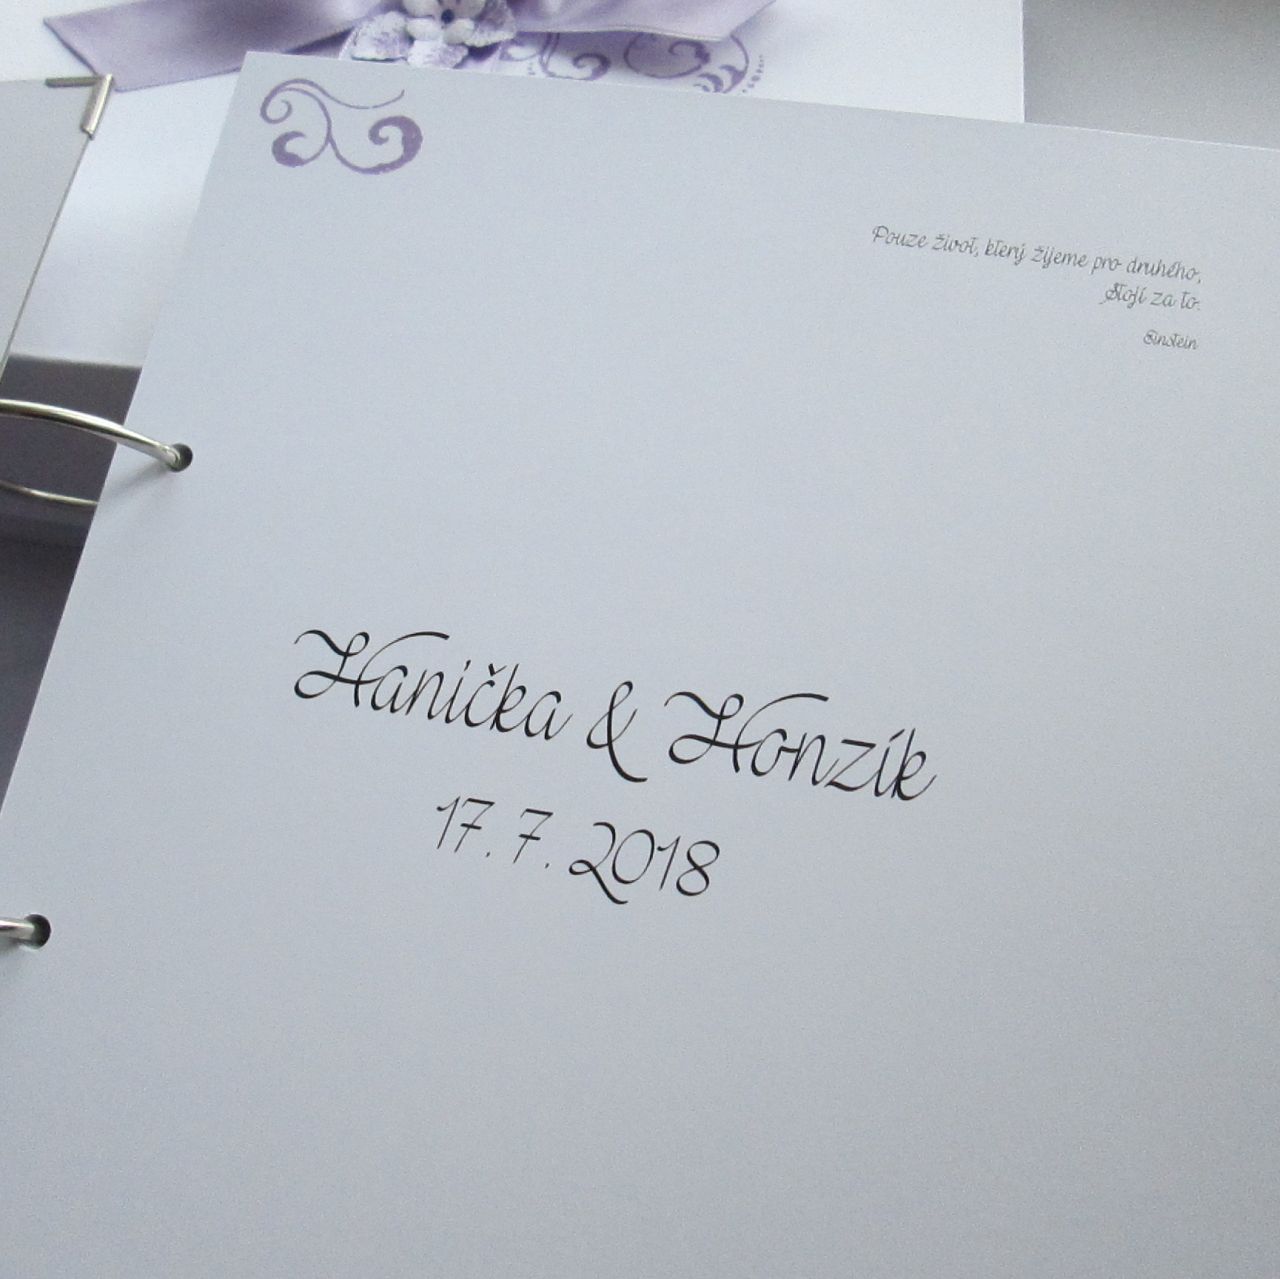 Pouze život, který žijeme pro druhého,
Stojí za to.
Einstein
Hanička & Honzík
17. 7. 2018